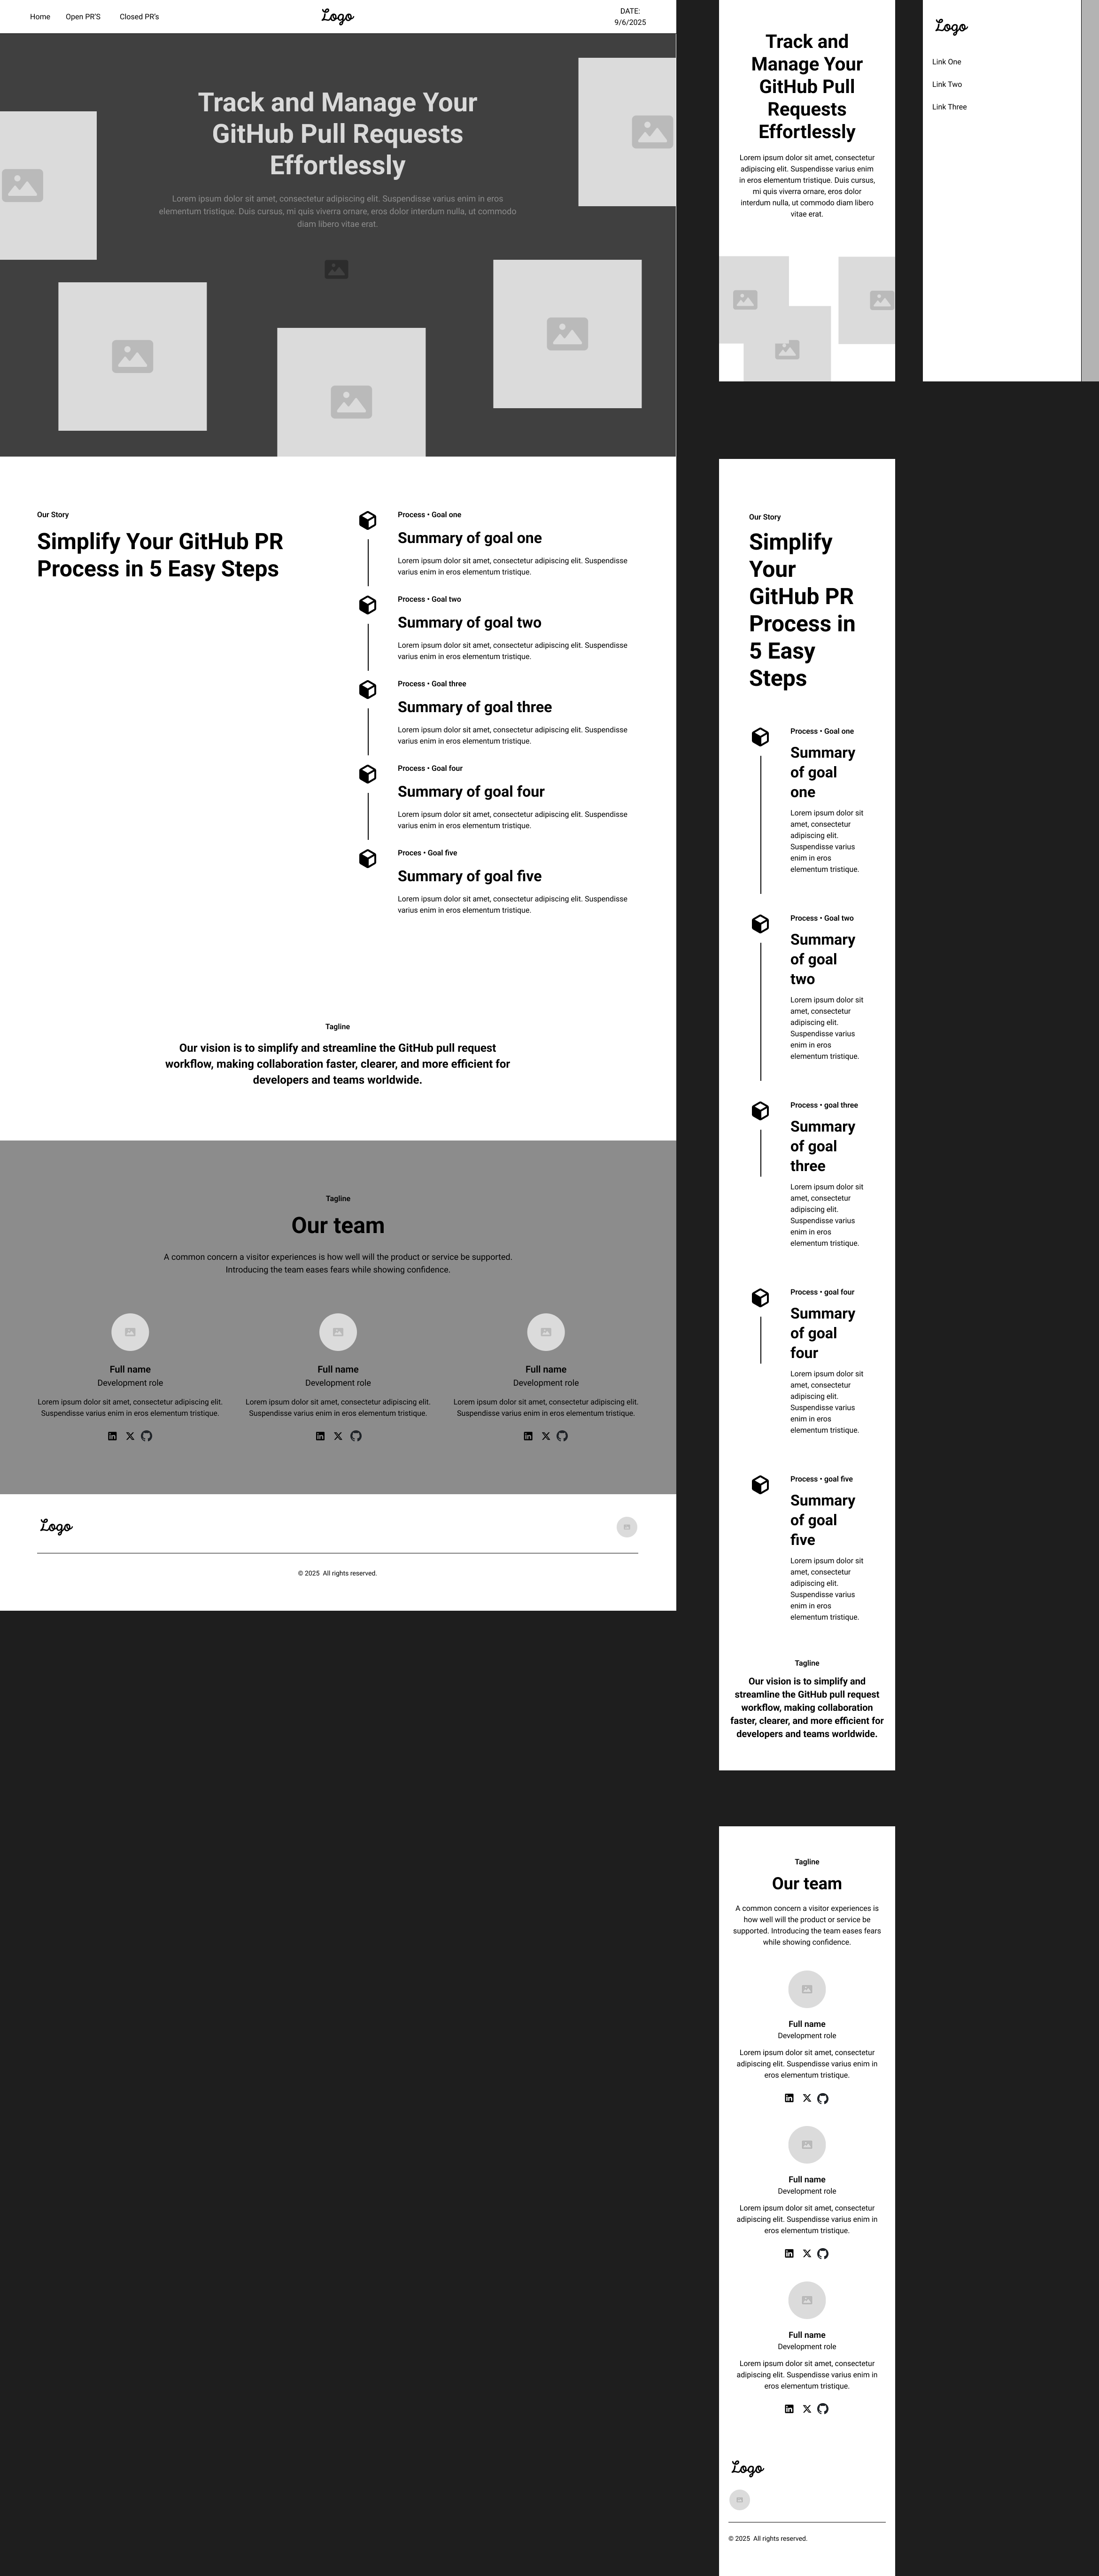 Home
Open PR'S
Closed PR's
Logo
DATE:
9/6/2025
Track and Manage Your
GitHub Pull Requests
Effortlessly
Lorem ipsum dolor sit amet, consectetur adipiscing elit. Suspendisse varius enim in eros
elementum tristique. Duis cursus, mi quis viverra ornare, eros dolor interdum nulla, ut commodo
diam libero vitae erat.
Our Story
Simplify Your GitHub PR
Process in 5 Easy Steps
Process • Goal one
Summary of goal one
Lorem ipsum dolor sit amet, consectetur adipiscing elit. Suspendisse
varius enim in eros elementum tristique.
Process • Goal two
Summary of goal two
Lorem ipsum dolor sit amet, consectetur adipiscing elit. Suspendisse
varius enim in eros elementum tristique.
Process • Goal three
Summary of goal three
Lorem ipsum dolor sit amet, consectetur adipiscing elit. Suspendisse
varius enim in eros elementum tristique.
Process • Goal four
Summary of goal four
Lorem ipsum dolor sit amet, consectetur adipiscing elit. Suspendisse
varius enim in eros elementum tristique.
Proces • Goal five
Summary of goal five
Lorem ipsum dolor sit amet, consectetur adipiscing elit. Suspendisse
varius enim in eros elementum tristique.
Tagline
Our vision is to simplify and streamline the GitHub pull request
workflow, making collaboration faster, clearer, and more efficient for
developers and teams worldwide.
Tagline
Our team
A common concern a visitor experiences is how well will the product or service be supported.
Introducing the team eases fears while showing confidence.
Full name
Development role
Lorem ipsum dolor sit amet, consectetur adipiscing elit.
Suspendisse varius enim in eros elementum tristique.
Full name
Development role
Lorem ipsum dolor sit amet, consectetur adipiscing elit.
Suspendisse varius enim in eros elementum tristique.
Full name
Development role
Lorem ipsum dolor sit amet, consectetur adipiscing elit.
Suspendisse varius enim in eros elementum tristique.
Logo
© 2025  All rights reserved.
Track and
Manage Your
GitHub Pull
Requests
Effortlessly
Lorem ipsum dolor sit amet, consectetur
adipiscing elit. Suspendisse varius enim
in eros elementum tristique. Duis cursus,
mi quis viverra ornare, eros dolor
interdum nulla, ut commodo diam libero
vitae erat.
Logo
Link One
Link Two
Link Three
Our Story
Simplify
Your
GitHub PR
Process in
5 Easy
Steps
Process • Goal one
Summary
of goal
one
Lorem ipsum dolor sit
amet, consectetur
adipiscing elit.
Suspendisse varius
enim in eros
elementum tristique.
Process • Goal two
Summary
of goal
two
Lorem ipsum dolor sit
amet, consectetur
adipiscing elit.
Suspendisse varius
enim in eros
elementum tristique.
Process • goal three
Summary
of goal
three
Lorem ipsum dolor sit
amet, consectetur
adipiscing elit.
Suspendisse varius
enim in eros
elementum tristique.
Process • goal four
Summary
of goal
four
Lorem ipsum dolor sit
amet, consectetur
adipiscing elit.
Suspendisse varius
enim in eros
elementum tristique.
Process • goal five
Summary
of goal
five
Lorem ipsum dolor sit
amet, consectetur
adipiscing elit.
Suspendisse varius
enim in eros
elementum tristique.
Tagline
Our vision is to simplify and
streamline the GitHub pull request
workflow, making collaboration
faster, clearer, and more efficient for
developers and teams worldwide.
Tagline
Our team
A common concern a visitor experiences is
how well will the product or service be
supported. Introducing the team eases fears
while showing confidence.
Full name
Development role
Lorem ipsum dolor sit amet, consectetur
adipiscing elit. Suspendisse varius enim in
eros elementum tristique.
Full name
Development role
Lorem ipsum dolor sit amet, consectetur
adipiscing elit. Suspendisse varius enim in
eros elementum tristique.
Full name
Development role
Lorem ipsum dolor sit amet, consectetur
adipiscing elit. Suspendisse varius enim in
eros elementum tristique.
Logo
© 2025  All rights reserved.